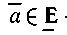 a̅ ∈ E̲ ·